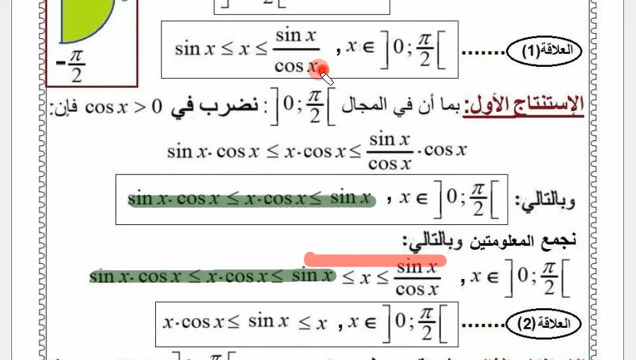 -π/2
sin x ≤ x ≤ sin x/cos x , x ∈ ]0 ; π/2[ ....... العلاقة (1)
الإستنتاج الأول: بما أن في المجال ]0 ; π/2[ : نضرب في cos x > 0 فإن:
sin x · cos x ≤ x · cos x ≤ sin x/cos x · cos x
وبالتالي: sin x · cos x ≤ x · cos x ≤ sin x , x ∈ ]0 ; π/2[
نجمع المعلومتين وبالتالي:
sin x · cos x ≤ x · cos x ≤ sin x ≤ x ≤ sin x/cos x , x ∈ ]0 ; π/2[
x · cos x ≤ sin x ≤ x , x ∈ ]0 ; π/2[ ....... العلاقة (2)